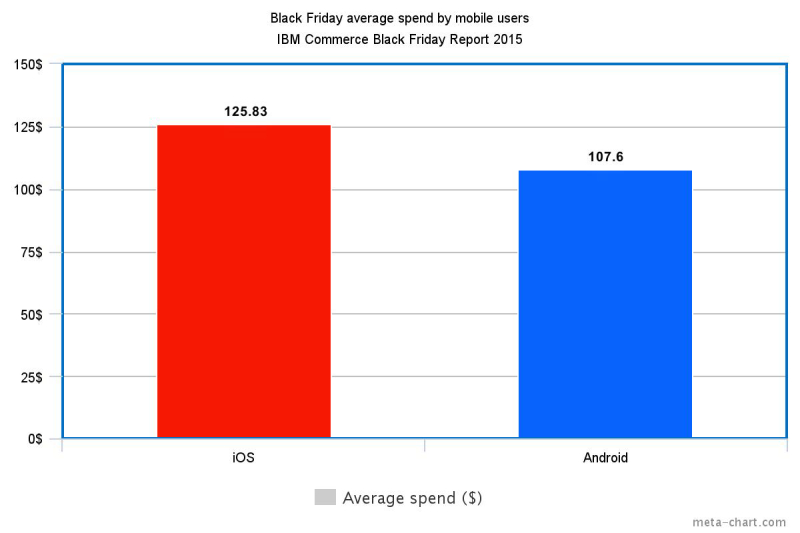 Black Friday average spend by mobile users
IBM Commerce Black Friday Report 2015
150$
125$
100$
75$
50$
25$
0$
125.83
107.6
iOS
Android
Average spend ($)
meta-chart.com